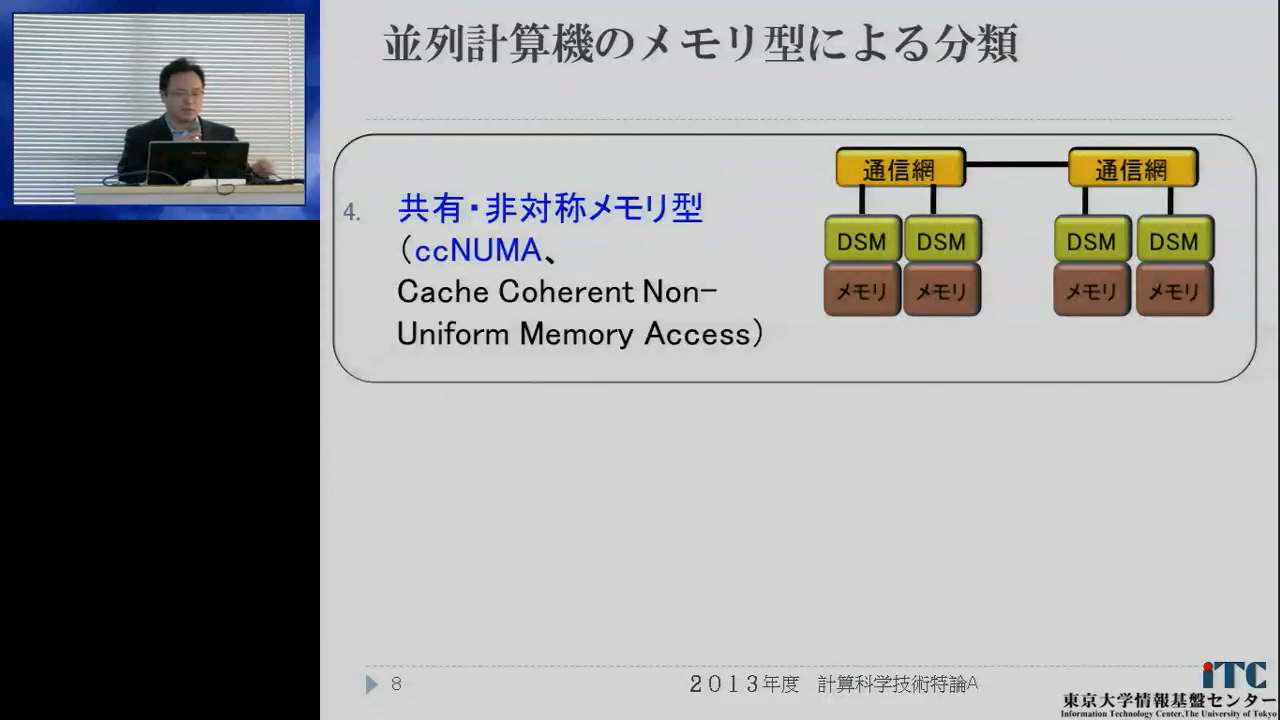 並列計算機のメモリ型による分類
4. 共有・非対称メモリ型
（ccNUMA、
Cache Coherent Non-
Uniform Memory Access）
通信網 通信網
DSM DSM DSM DSM
メモリ メモリ メモリ メモリ
8 2013年度 計算科学技術特論A
iTC
東京大学情報基盤センター
Information Technology Center,The University of Tokyo